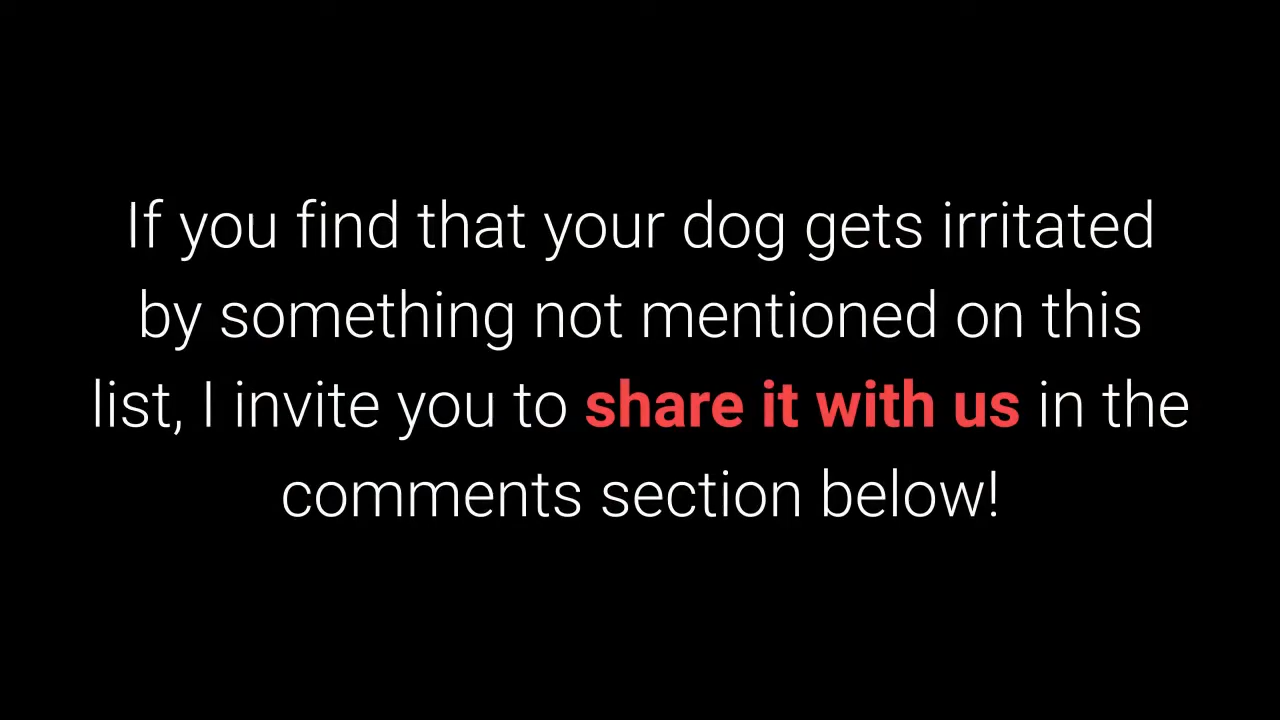 If you find that your dog gets irritated
by something not mentioned on this
list, I invite you to share it with us in the
comments section below!